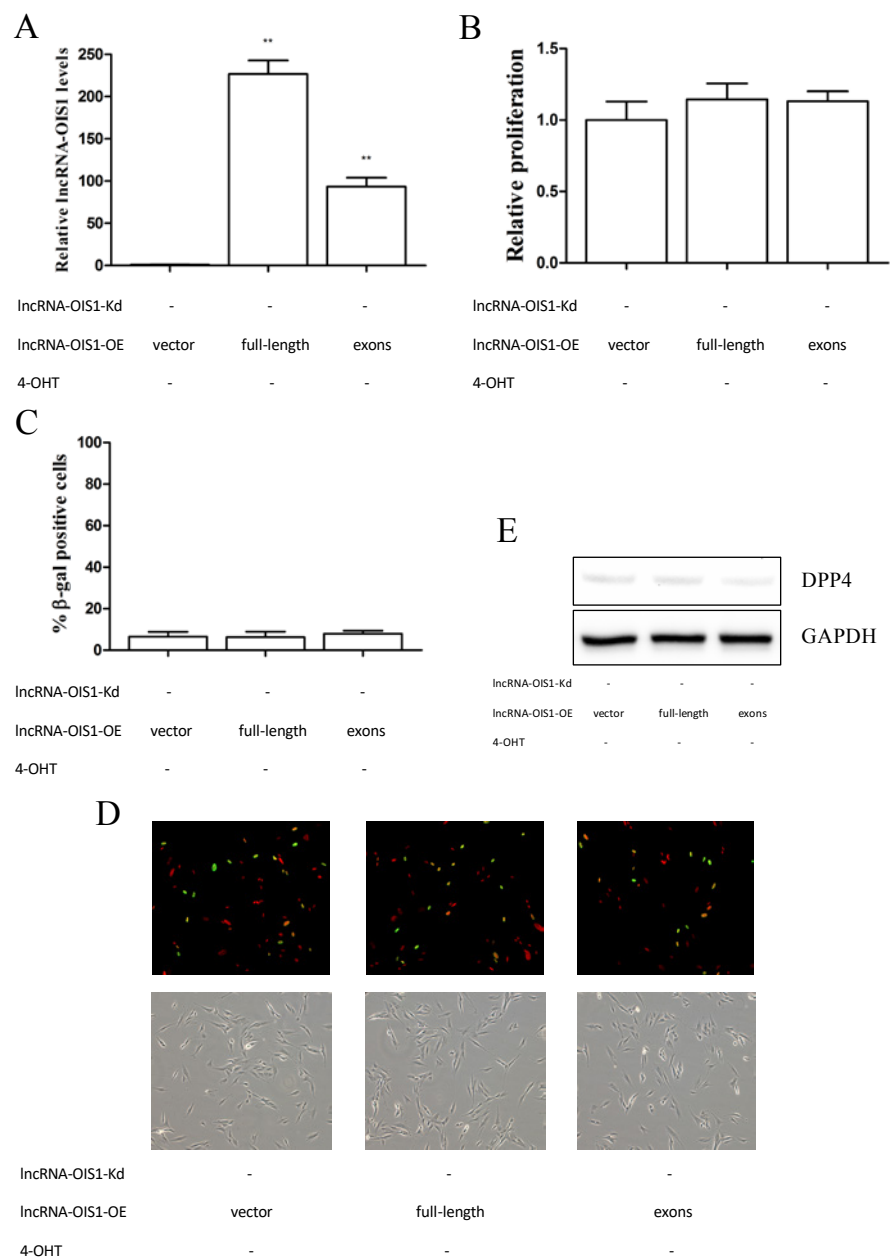 A
Relative lncRNA-OIS1 levels
250
200
150
100
50
0
**
**
lncRNA-OIS1-Kd - - -
lncRNA-OIS1-OE vector full-length exons
4-OHT - - -
B
Relative proliferation
1.5
1.0
0.5
0.0
lncRNA-OIS1-Kd - - -
lncRNA-OIS1-OE vector full-length exons
4-OHT - - -
C
% β-gal positive cells
100
80
60
40
20
0
lncRNA-OIS1-Kd - - -
lncRNA-OIS1-OE vector full-length exons
4-OHT - - -
E
DPP4
GAPDH
lncRNA-OIS1-Kd - - -
lncRNA-OIS1-OE vector full-length exons
4-OHT - - -
D
lncRNA-OIS1-Kd - - -
lncRNA-OIS1-OE vector full-length exons
4-OHT - - -